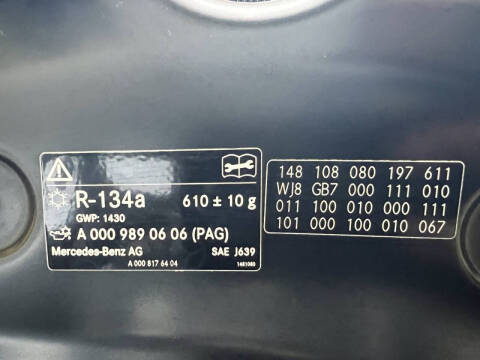 R-134a 610 ± 10 g
GWP: 1430
A 000 989 06 06 (PAG)
Mercedes-Benz AG SAE J639
A 000 817 64 04 1481080
148 108 080 197 611
WJ8 GB7 000 111 010
011 100 010 000 111
101 000 100 010 067